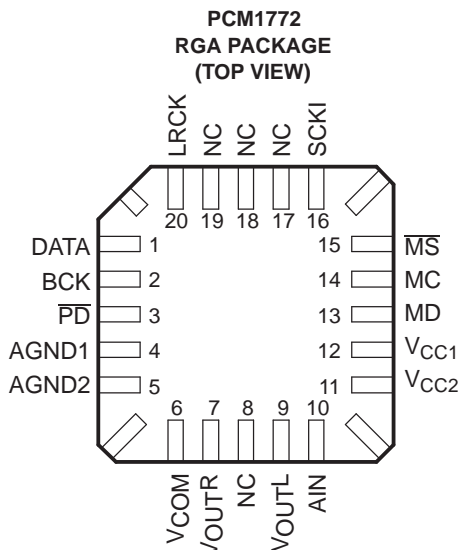 PCM1772
RGA PACKAGE
(TOP VIEW)
LRCK NC NC NC SCKI
20 19 18 17 16
DATA 1 15 M̅S̅
BCK 2 14 MC
P̅D̅ 3 13 MD
AGND1 4 12 VCC1
AGND2 5 11 VCC2
6 7 8 9 10
VCOM VOUTR NC VOUTL AIN